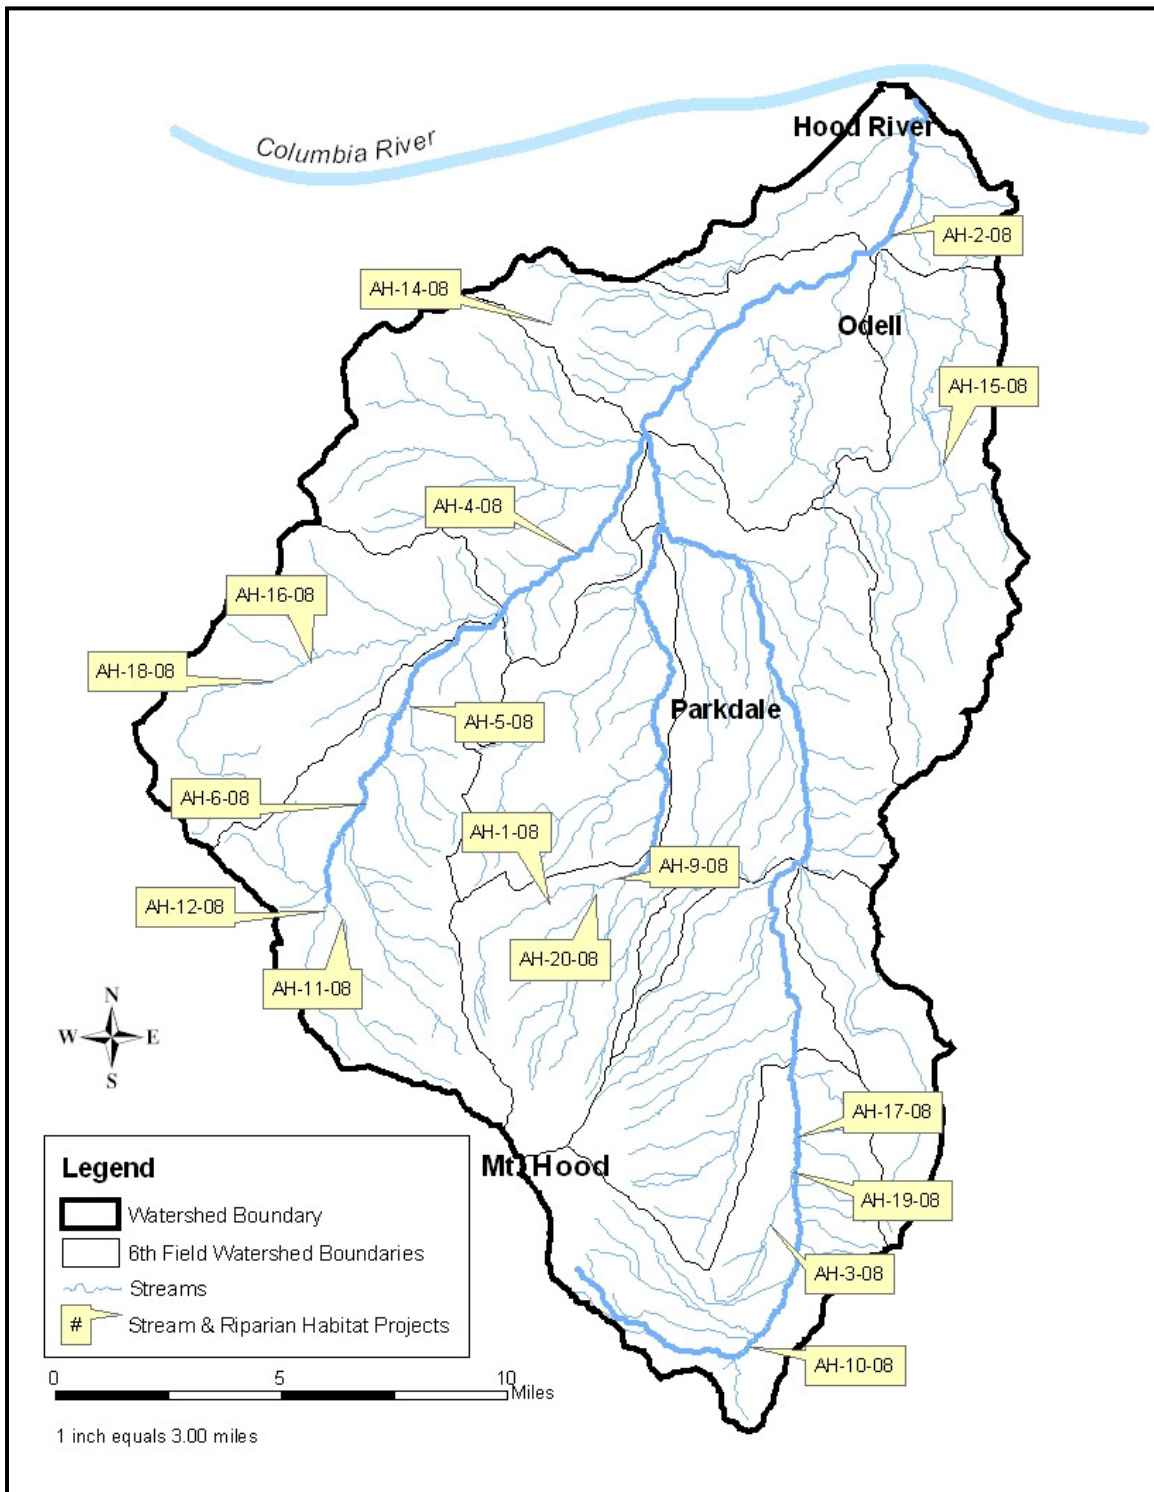 Columbia River
Hood River
AH-2-08
AH-14-08
Odell
AH-15-08
AH-4-08
AH-16-08
AH-18-08
Parkdale
AH-5-08
AH-6-08
AH-1-08
AH-9-08
AH-12-08
AH-20-08
AH-11-08
N
W E
S
AH-17-08
Mt. Hood
AH-19-08
AH-3-08
AH-10-08
Legend
Watershed Boundary
6th Field Watershed Boundaries
Streams
# Stream & Riparian Habitat Projects
0 5 10
Miles
1 inch equals 3.00 miles